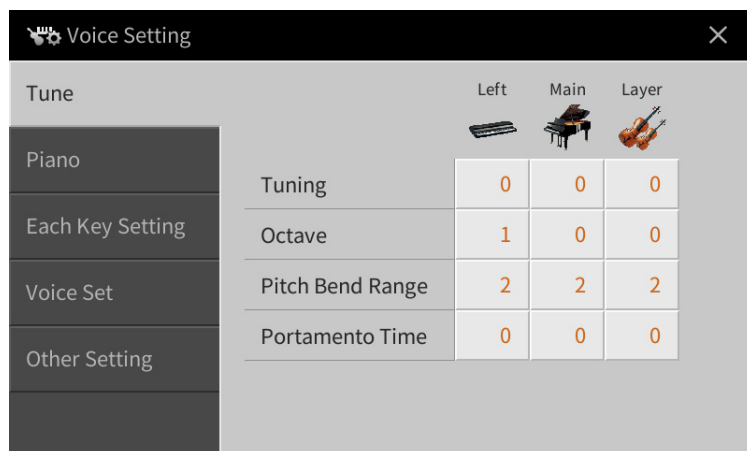 Voice Setting
Tune
Piano
Each Key Setting
Voice Set
Other Setting
Left Main Layer
Tuning 0 0 0
Octave 1 0 0
Pitch Bend Range 2 2 2
Portamento Time 0 0 0